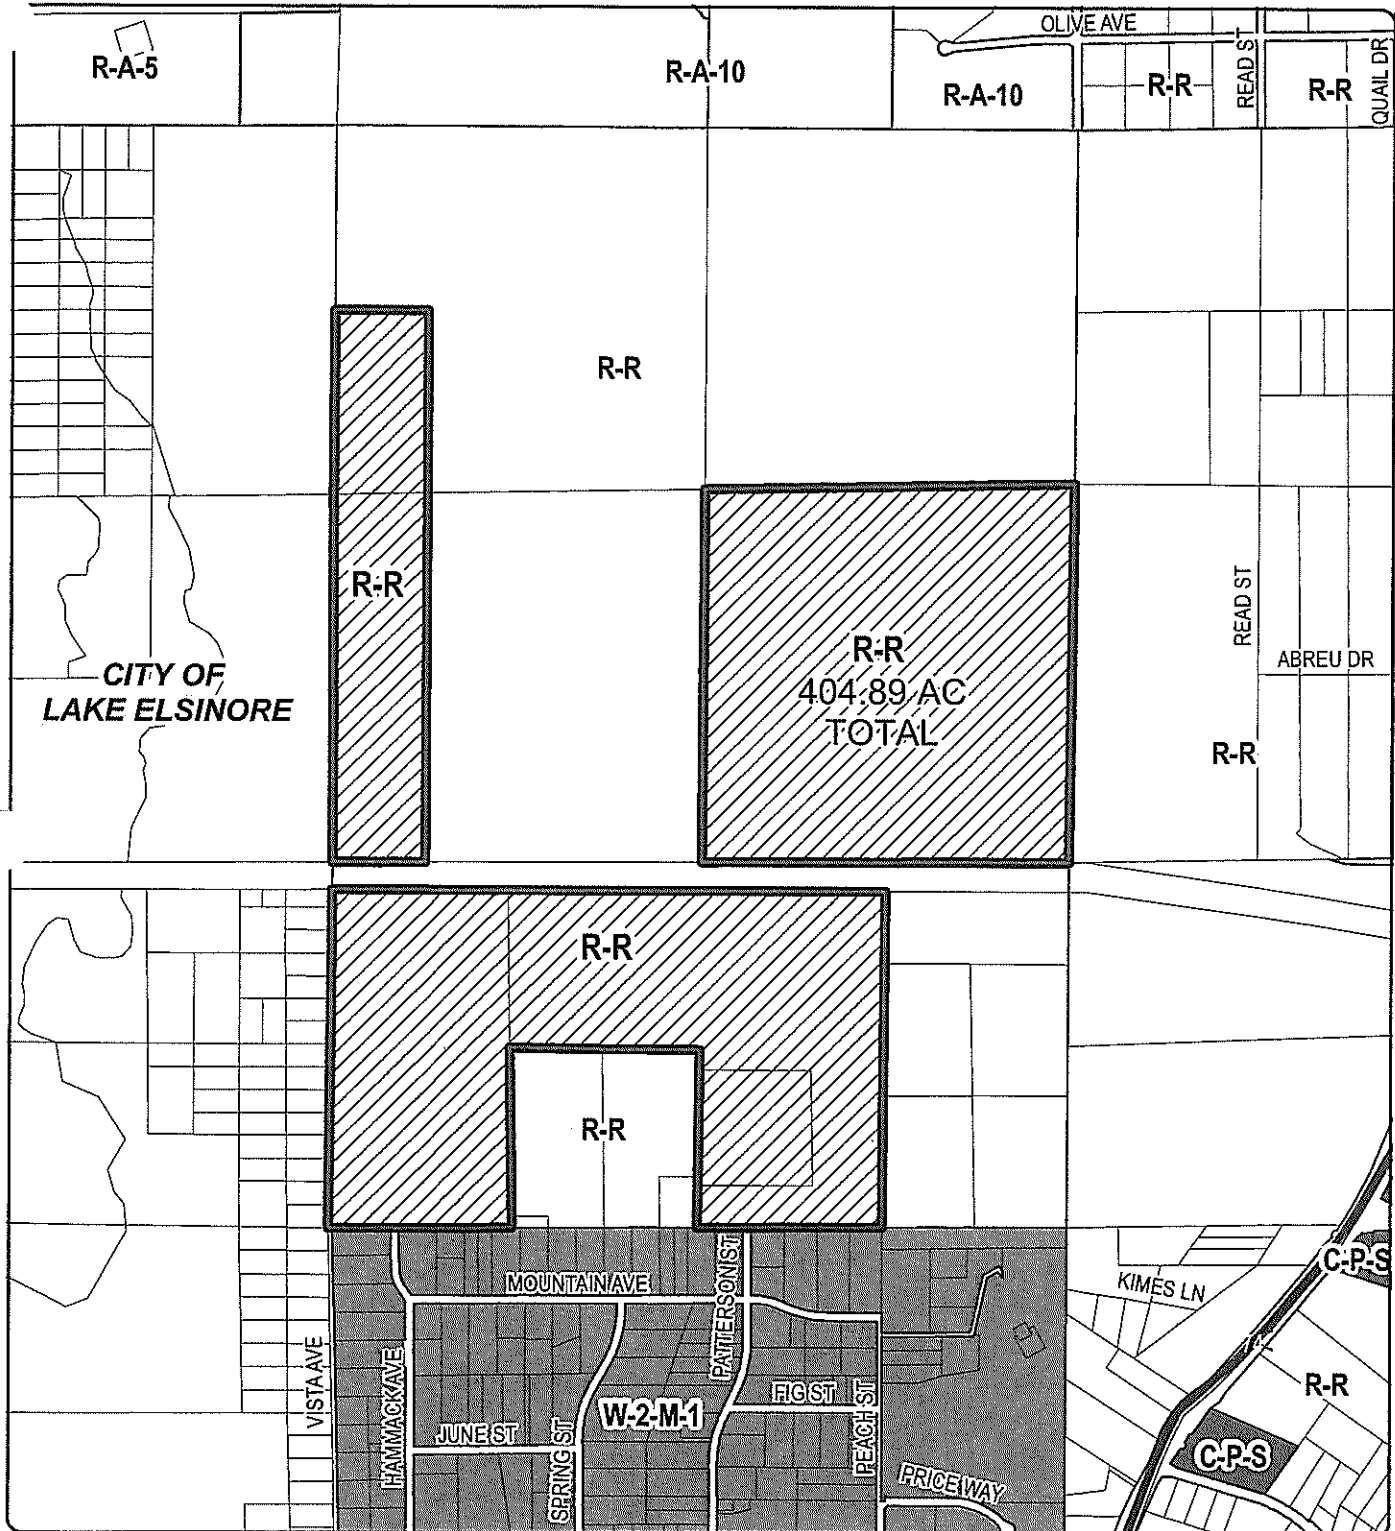 OLIVE AVE
R-A-5
R-A-10
R-A-10
R-R
READ ST
R-R
QUAIL DR
R-R
R-R
READ ST
R-R
404.89 AC
TOTAL
ABREU DR
CITY OF
LAKE ELSINORE
R-R
R-R
R-R
C-P-S
KIMES LN
MOUNTAIN AVE
PATTERSON ST
VISTA AVE
HAMMACK AVE
R-R
FIG ST
PEACH ST
W-2-M-1
JUNE ST
SPRING ST
C-P-S
PRICE WAY